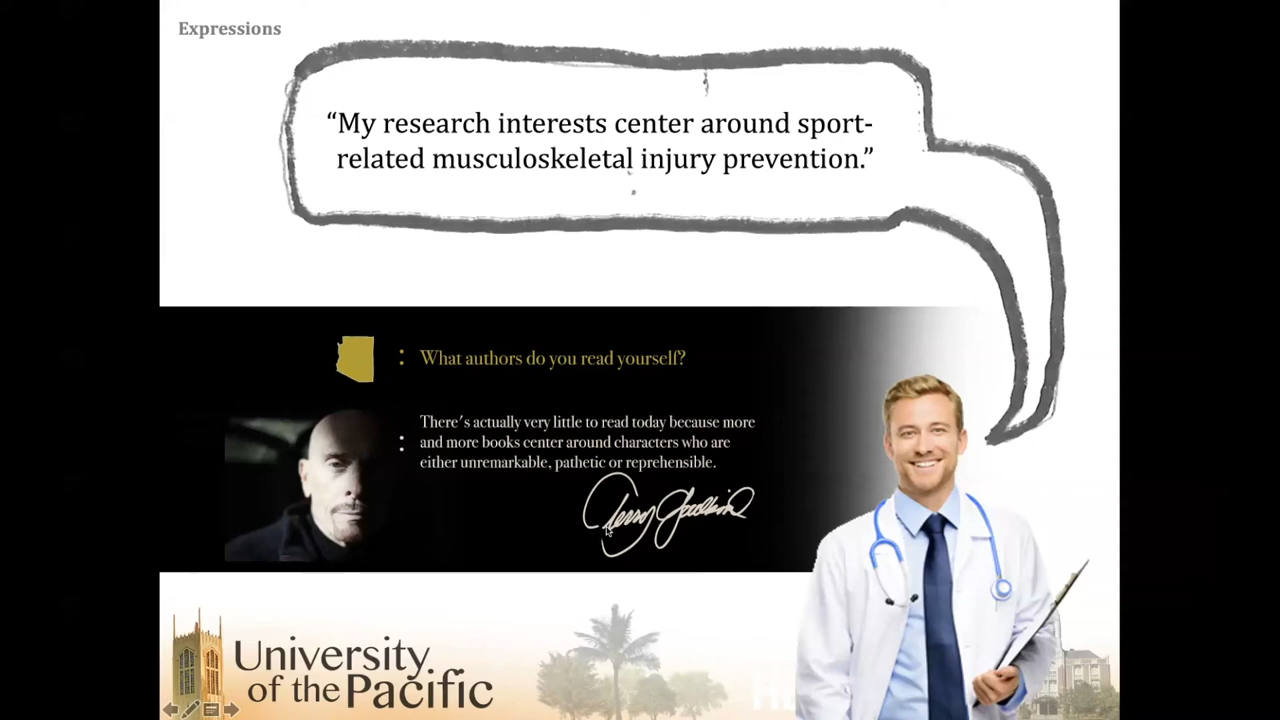 Expressions
“My research interests center around sport-
related musculoskeletal injury prevention.”
: What authors do you read yourself?
: There's actually very little to read today because more
and more books center around characters who are
either unremarkable, pathetic or reprehensible.
University
of the Pacific